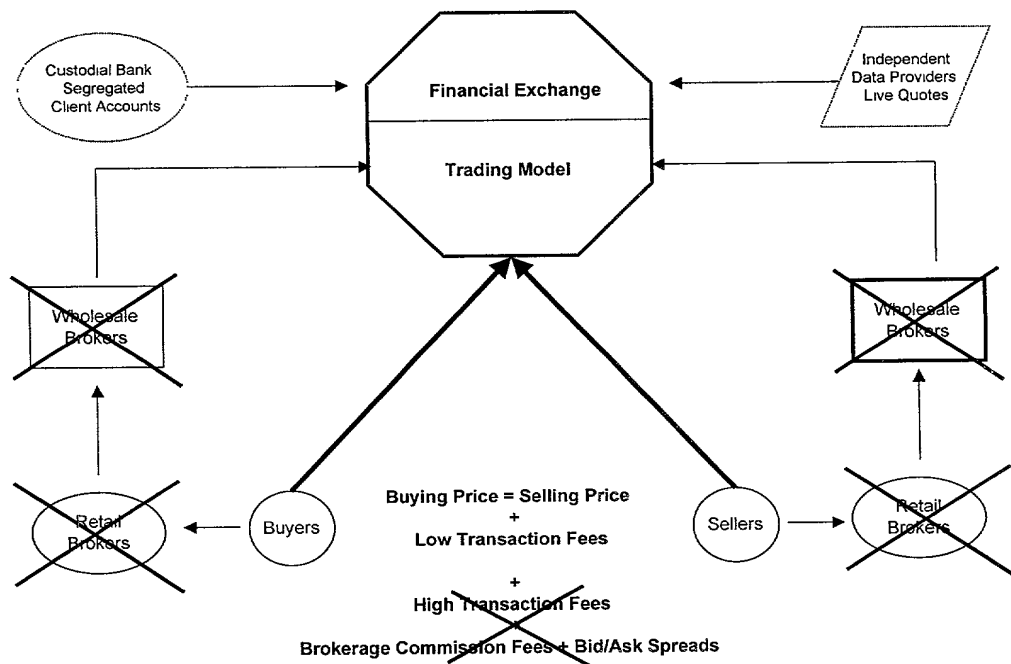 Custodial Bank
Segregated
Client Accounts
Financial Exchange
Trading Model
Independent
Data Providers
Live Quotes
Wholesale
Brokers
Wholesale
Brokers
Retail
Brokers
Buyers
Buying Price = Selling Price
+
Low Transaction Fees
Sellers
Retail
Brokers
+
High Transaction Fees
+
Brokerage Commission Fees + Bid/Ask Spreads